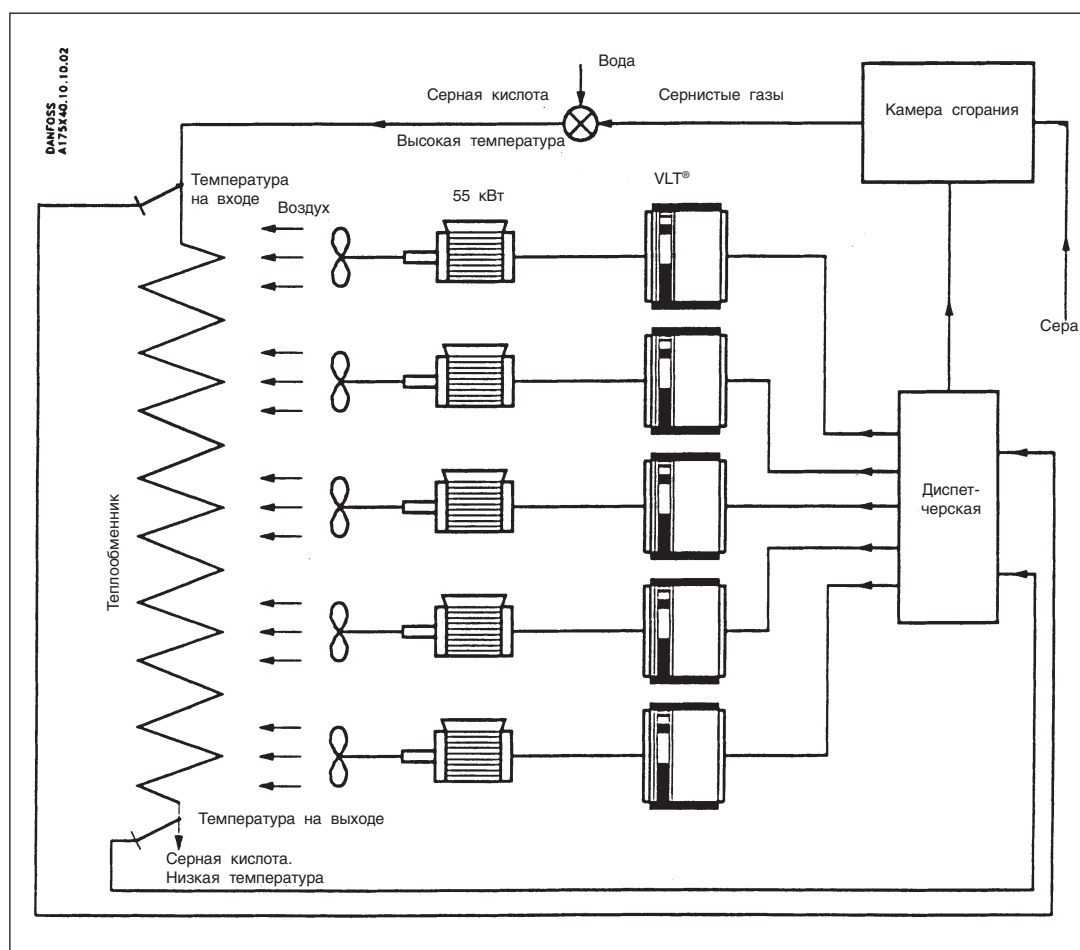 DANFOSS
A175X40.10.10.02
Вода
Серная кислота
Сернистые газы
Камера сгорания
Высокая температура
Температура
на входе
Воздух
55 кВт
VLT®
Сера
Теплообменник
Диспет-
черская
Температура на выходе
Серная кислота.
Низкая температура